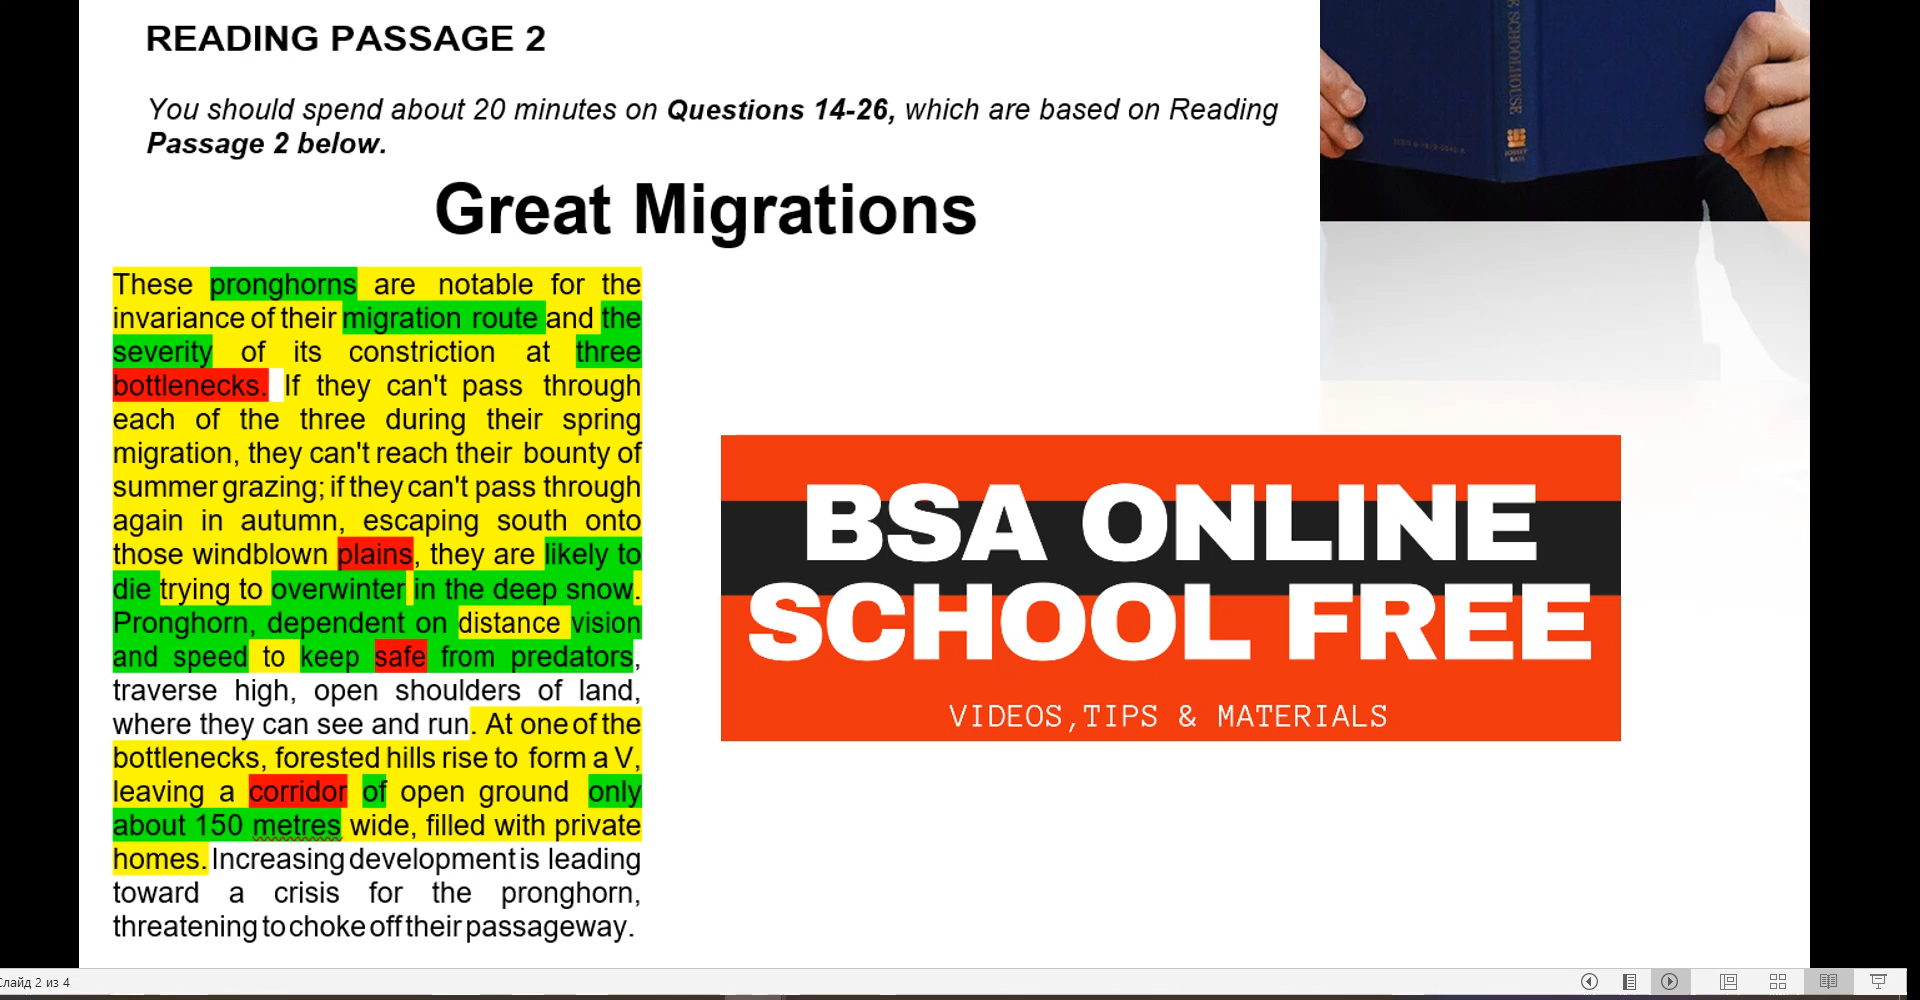 READING PASSAGE 2
You should spend about 20 minutes on Questions 14-26, which are based on Reading
Passage 2 below.
Great Migrations
These pronghorns are notable for the
invariance of their migration route and the
severity of its constriction at three
bottlenecks. If they can't pass through
each of the three during their spring
migration, they can't reach their bounty of
summer grazing; if they can't pass through
again in autumn, escaping south onto
those windblown plains, they are likely to
die trying to overwinter in the deep snow.
Pronghorn, dependent on distance vision
and speed to keep safe from predators,
traverse high, open shoulders of land,
where they can see and run. At one of the
bottlenecks, forested hills rise to form a V,
leaving a corridor of open ground only
about 150 metres wide, filled with private
homes. Increasing development is leading
toward a crisis for the pronghorn,
threatening to choke off their passageway.
SCHOOLHOUSE
JOSSEY
BASS
BSA ONLINE
SCHOOL FREE
VIDEOS,TIPS & MATERIALS
Слайд 2 из 4